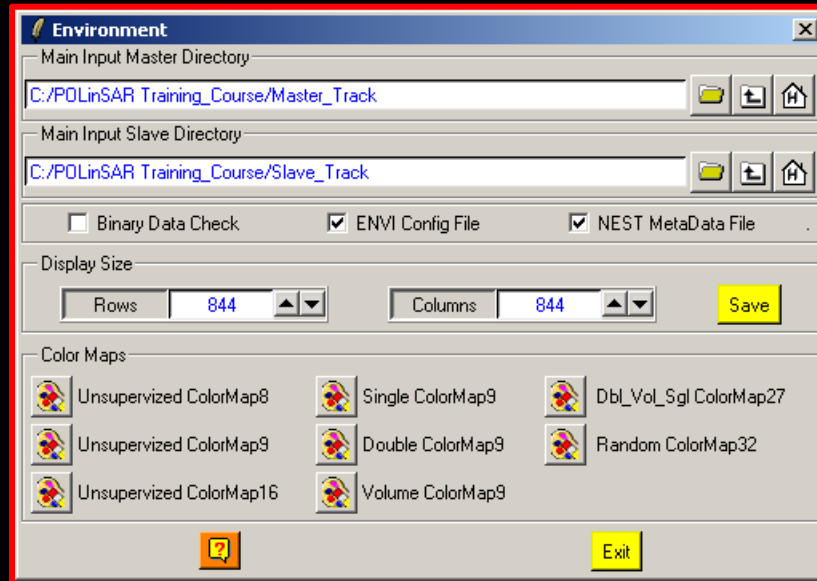 Environment
Main Input Master Directory
C:/POLinSAR Training_Course/Master_Track
H
Main Input Slave Directory
C:/POLinSAR Training_Course/Slave_Track
H
Binary Data Check ENVI Config File NEST MetaData File .
Display Size
Rows 844 Columns 844 Save
Color Maps
Unsupervized ColorMap8 Single ColorMap9 Dbl_Vol_Sgl ColorMap27
Unsupervized ColorMap9 Double ColorMap9 Random ColorMap32
Unsupervized ColorMap16 Volume ColorMap9
? Exit